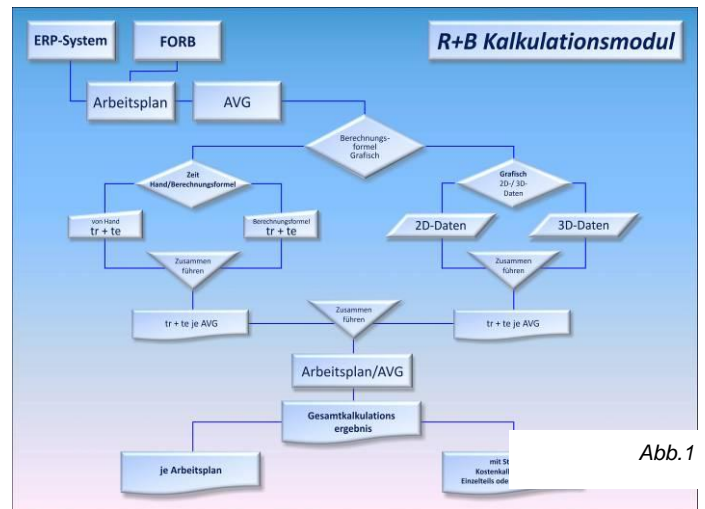 ERP-System
FORB
R+B Kalkulationsmodul
Arbeitsplan
AVG
Berechnungs-
formel
Grafisch
Zeit
Hand/Berechnungsformel
Grafisch
2D-/ 3D-
Daten
von Hand
tr + te
Berechnungsformel
tr + te
2D-Daten
3D-Daten
Zusammen
führen
Zusammen
führen
tr + te je AVG
Zusammen
führen
tr + te je AVG
Arbeitsplan/AVG
Gesamtkalkulations
ergebnis
je Arbeitsplan
mit
Einzelteils
Abb.1